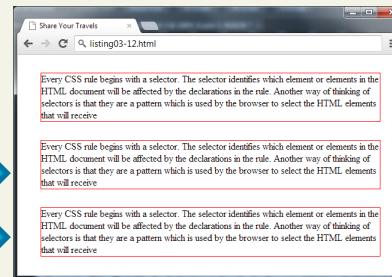 Share Your Travels
listing03-12.html
Every CSS rule begins with a selector. The selector identifies which element or elements in the
HTML document will be affected by the declarations in the rule. Another way of thinking of
selectors is that they are a pattern which is used by the browser to select the HTML elements
that will receive
Every CSS rule begins with a selector. The selector identifies which element or elements in the
HTML document will be affected by the declarations in the rule. Another way of thinking of
selectors is that they are a pattern which is used by the browser to select the HTML elements
that will receive
Every CSS rule begins with a selector. The selector identifies which element or elements in the
HTML document will be affected by the declarations in the rule. Another way of thinking of
selectors is that they are a pattern which is used by the browser to select the HTML elements
that will receive